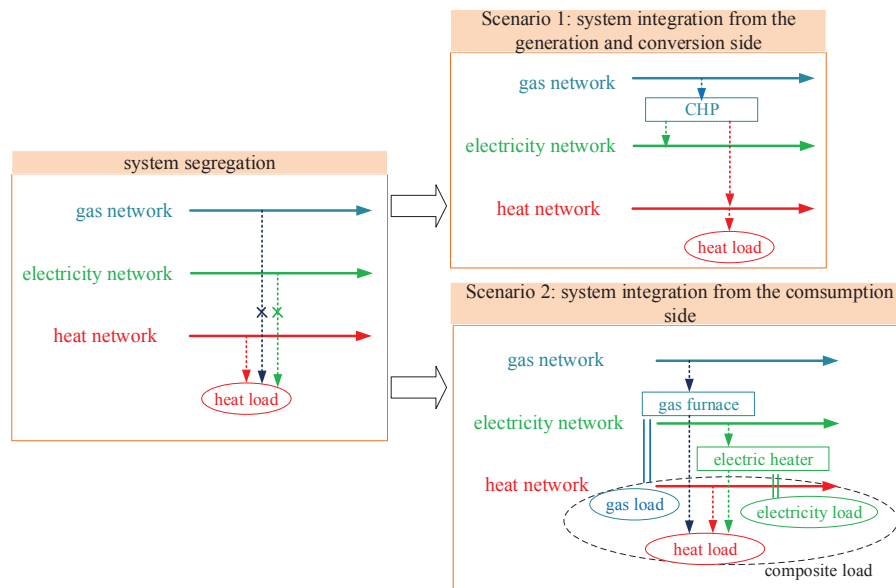 system segregation
gas network
electricity network
heat network
heat load
Scenario 1: system integration from the
generation and conversion side
gas network
CHP
electricity network
heat network
heat load
Scenario 2: system integration from the comsumption
side
gas network
gas furnace
electricity network
electric heater
heat network
gas load
electricity load
heat load
composite load